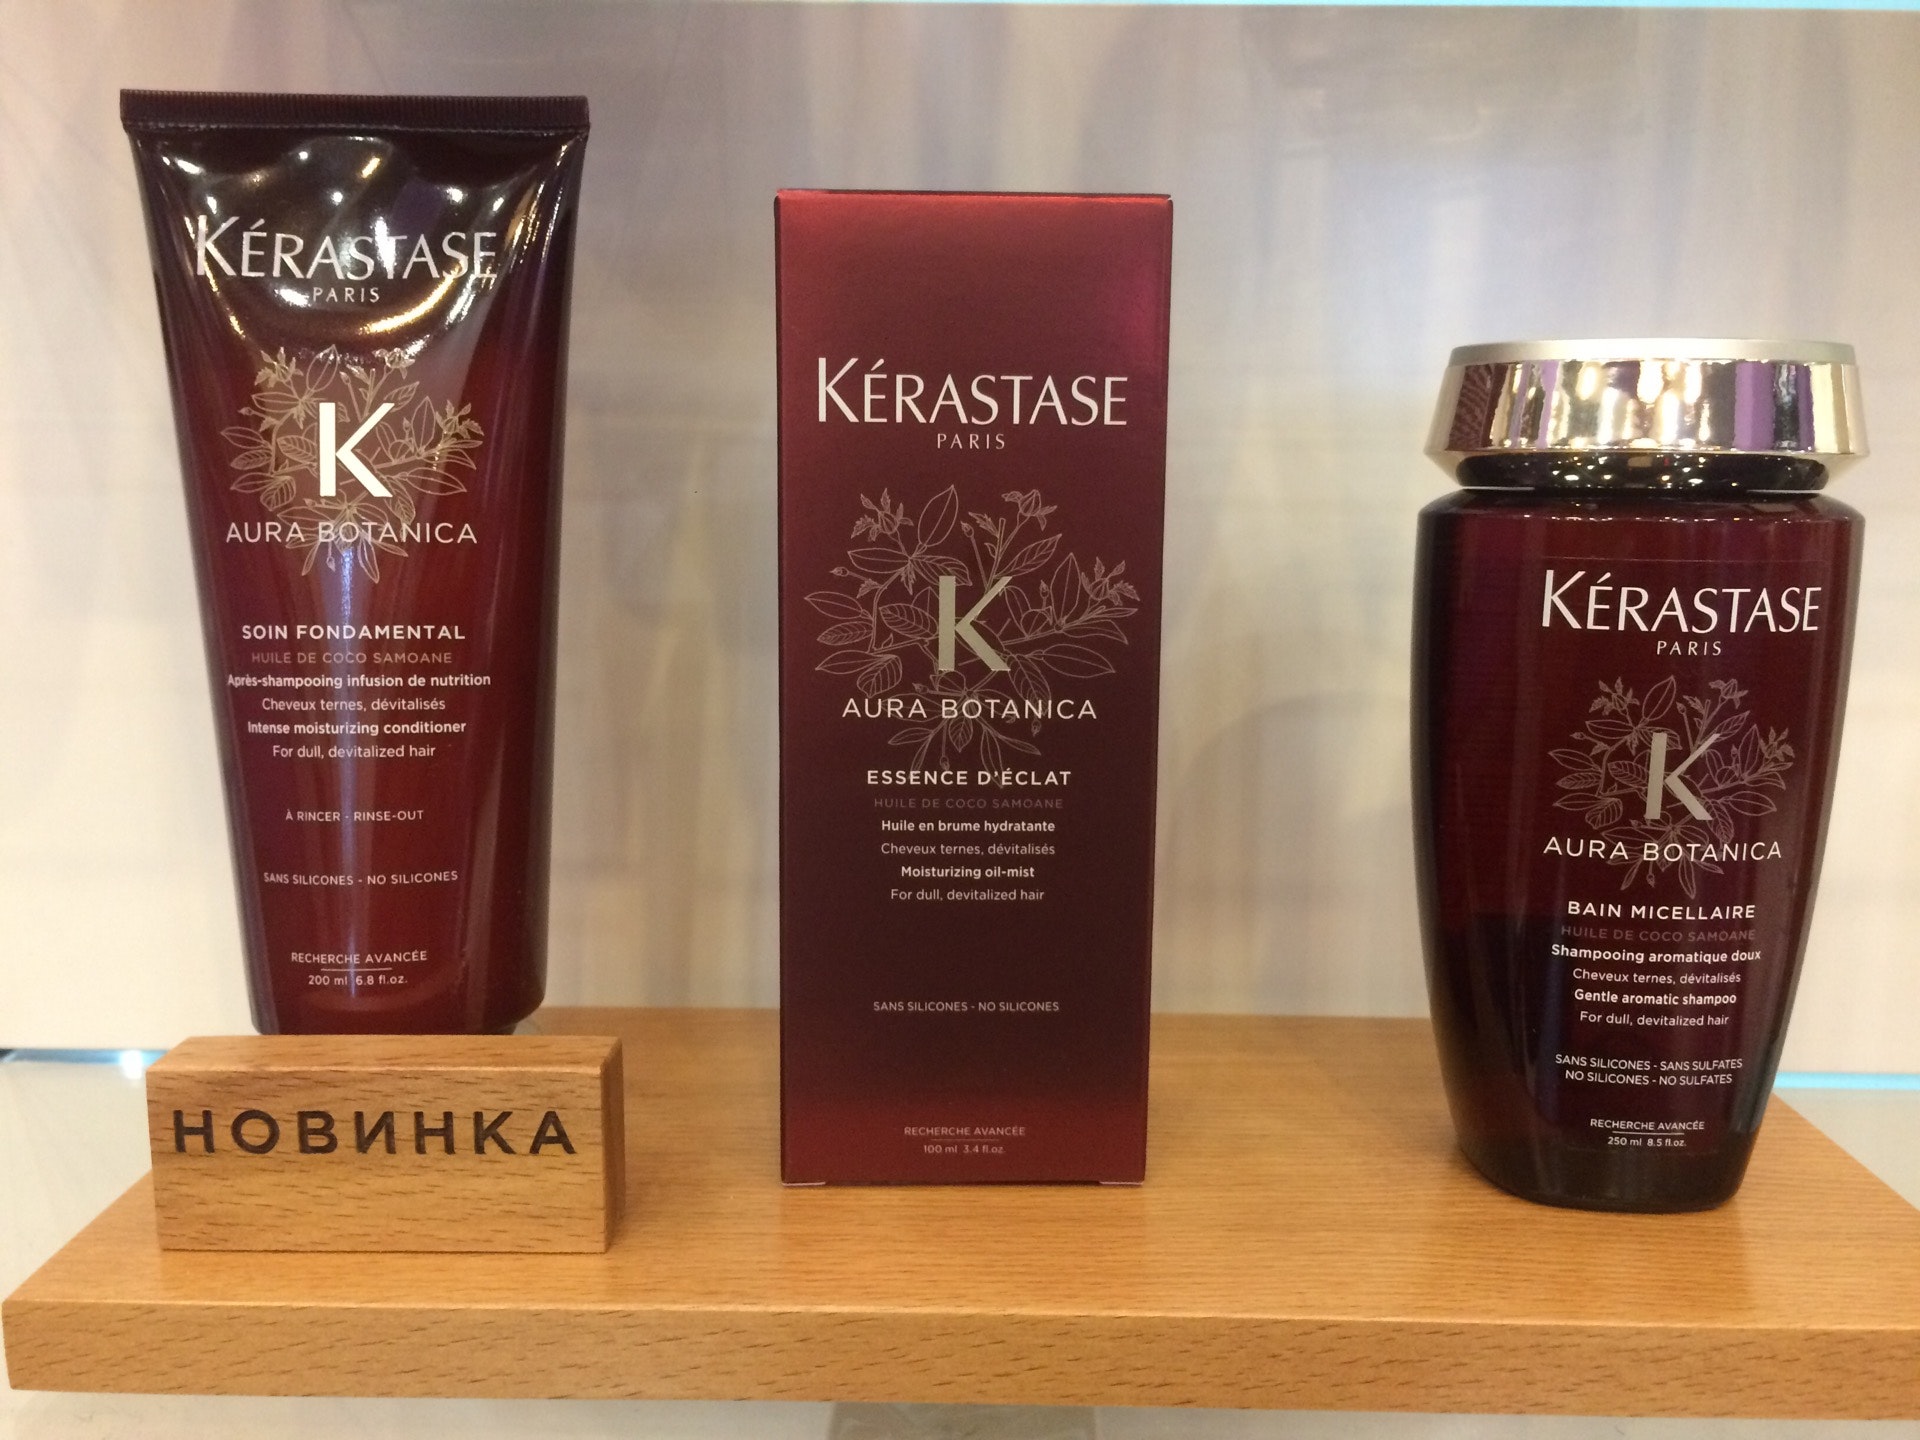 KÉRASTASE
PARIS
K
AURA BOTANICA
SOIN FONDAMENTAL
HUILE DE COCO SAMOANE
Après-shampooing infusion de nutrition
Cheveux ternes, dévitalisés
Intense moisturizing conditioner
For dull, devitalized hair
À RINCER - RINSE-OUT
SANS SILICONES - NO SILICONES
RECHERCHE AVANCÉE
200 ml 6.8 fl.oz.
НОВИНКА
KÉRASTASE
PARIS
K
AURA BOTANICA
ESSENCE D'ÉCLAT
HUILE DE COCO SAMOANE
Huile en brume hydratante
Cheveux ternes, dévitalisés
Moisturizing oil-mist
For dull, devitalized hair
SANS SILICONES - NO SILICONES
RECHERCHE AVANCÉE
100 ml 3.4 fl.oz.
KÉRASTASE
PARIS
K
AURA BOTANICA
BAIN MICELLAIRE
HUILE DE COCO SAMOANE
Shampooing aromatique doux
Cheveux ternes, dévitalisés
Gentle aromatic shampoo
For dull, devitalized hair
SANS SILICONES - SANS SULFATES
NO SILICONES - NO SULFATES
RECHERCHE AVANCÉE
250 ml 8.5 fl.oz.